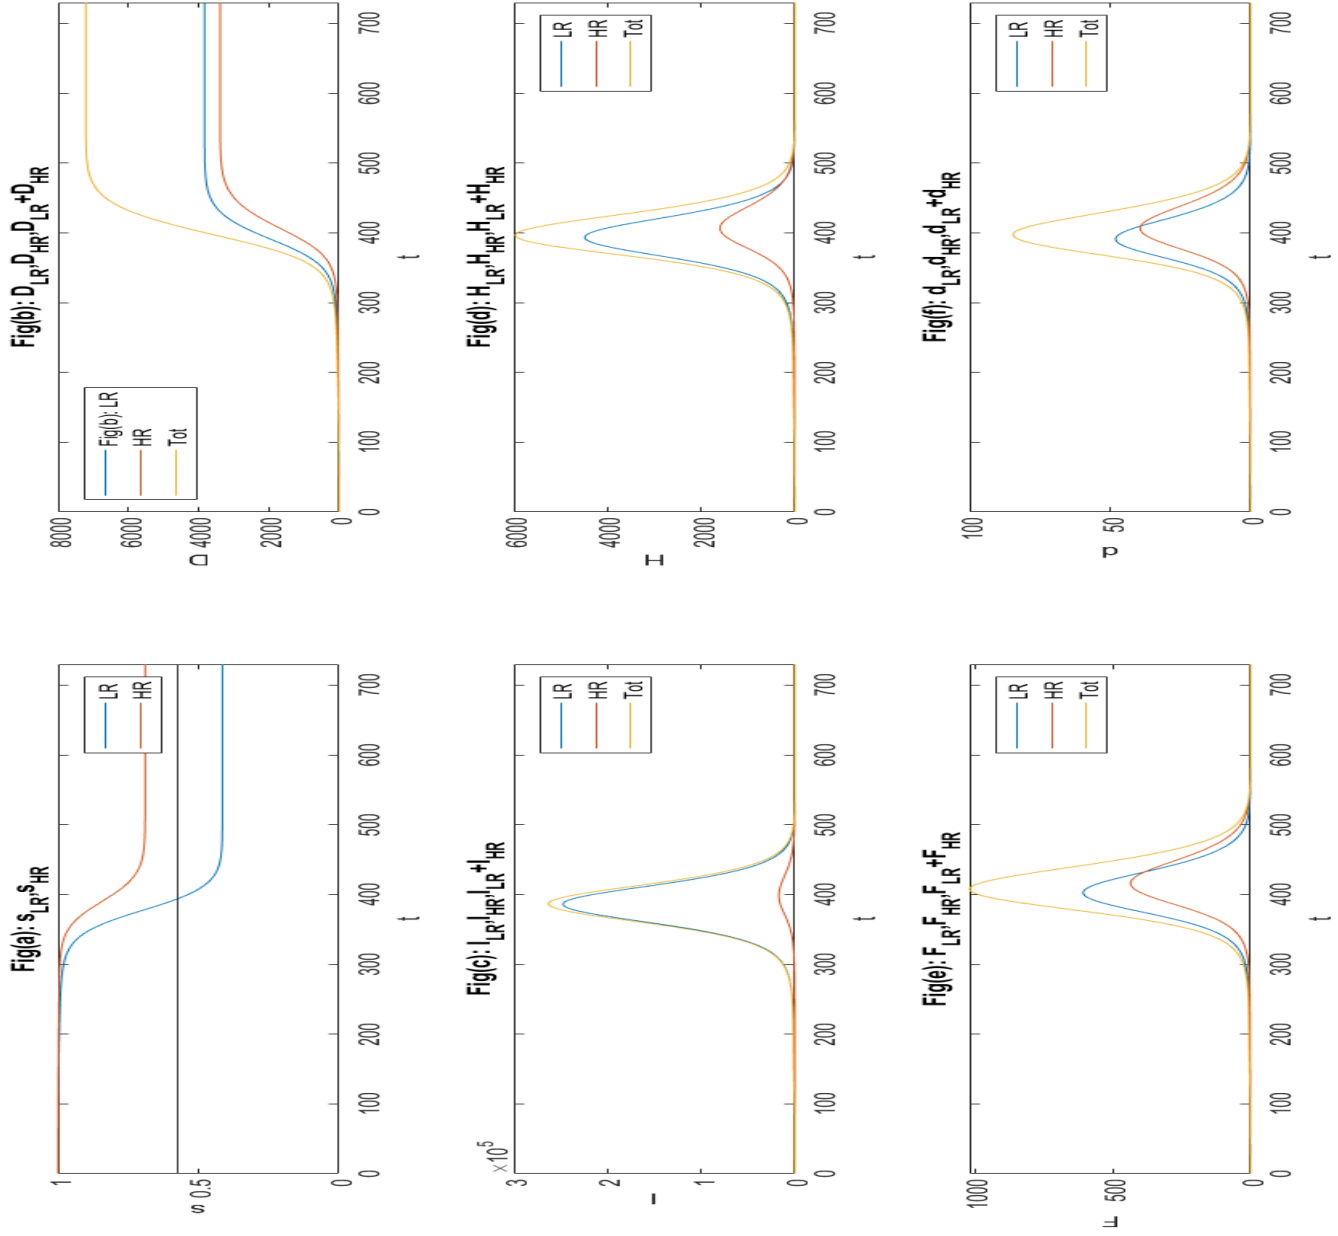 Fig(a): s_LR,s_HR
1
0.5
s
0 100 200 300 400 500 600 700
t
LR
HR
Fig(b): D_LR,D_HR,D_LR+D_HR
8000
6000
4000
2000
0
D
0 100 200 300 400 500 600 700
t
Fig(b): LR
HR
Tot
Fig(c): I_LR,I_HR,I_LR+I_HR
×10^5
3
2
1
0
I
0 100 200 300 400 500 600 700
t
LR
HR
Tot
Fig(d): H_LR,H_HR,H_LR+H_HR
6000
4000
2000
0
H
0 100 200 300 400 500 600 700
t
LR
HR
Tot
Fig(e): F_LR,F_HR,F_LR+F_HR
1000
500
0
F
0 100 200 300 400 500 600 700
t
LR
HR
Tot
Fig(f): d_LR,d_HR,d_LR+d_HR
100
50
0
d
0 100 200 300 400 500 600 700
t
LR
HR
Tot